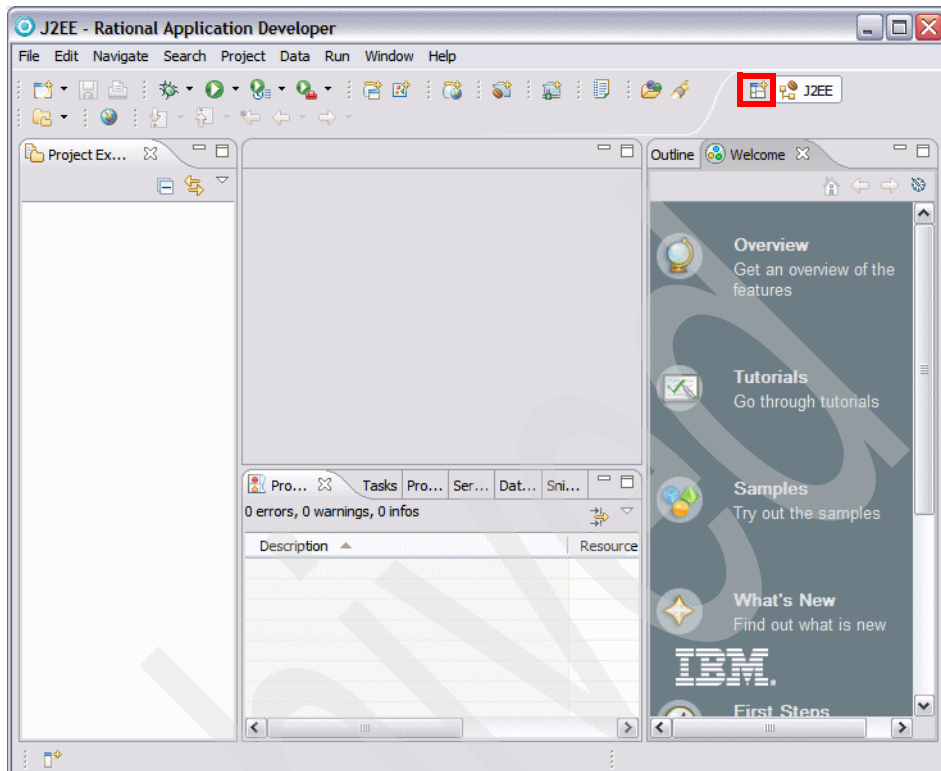 J2EE - Rational Application Developer
File Edit Navigate Search Project Data Run Window Help
J2EE
Project Ex...
Outline Welcome
Overview
Get an overview of the
features
Tutorials
Go through tutorials
Samples
Try out the samples
What's New
Find out what is new
IBM.
First Steps
Pro... Tasks Pro... Ser... Dat... Sni...
0 errors, 0 warnings, 0 infos
Description Resource